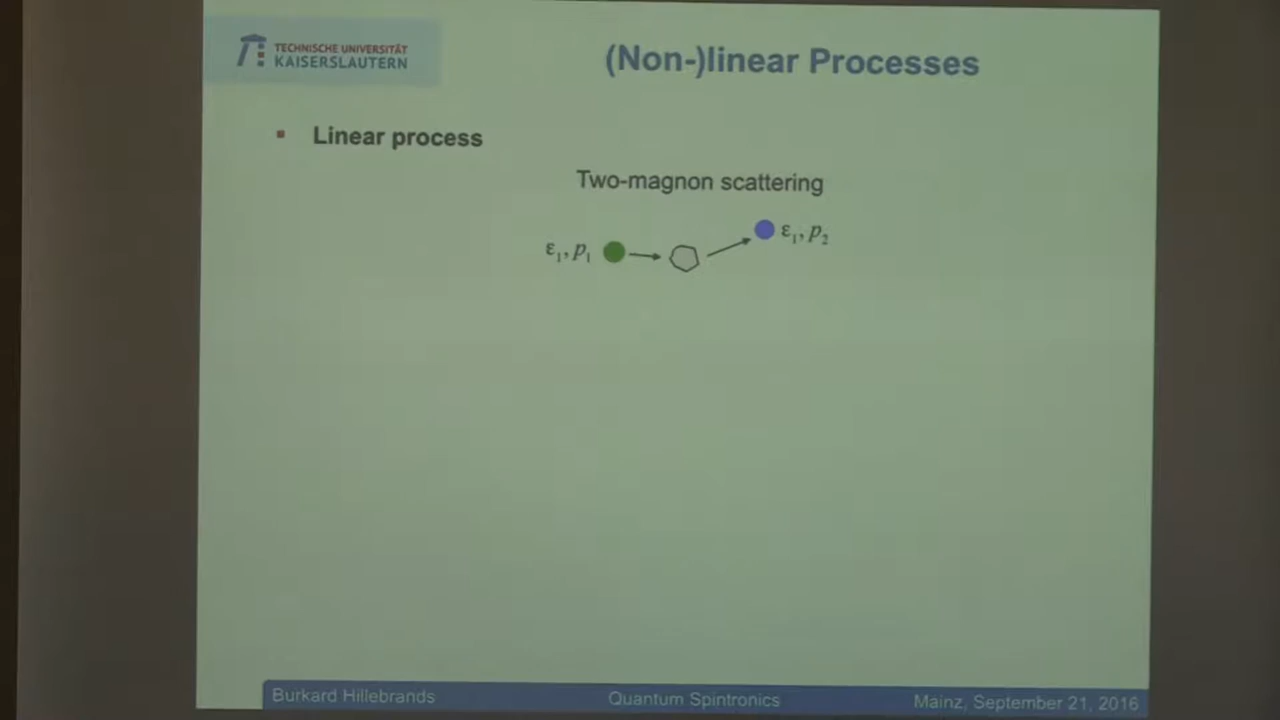 TECHNISCHE UNIVERSITÄT
KAISERSLAUTERN
(Non-)linear Processes
Linear process
Two-magnon scattering
ε₁, p₁
ε₁, p₂
Burkard Hillebrands
Quantum Spintronics
Mainz, September 21, 2016